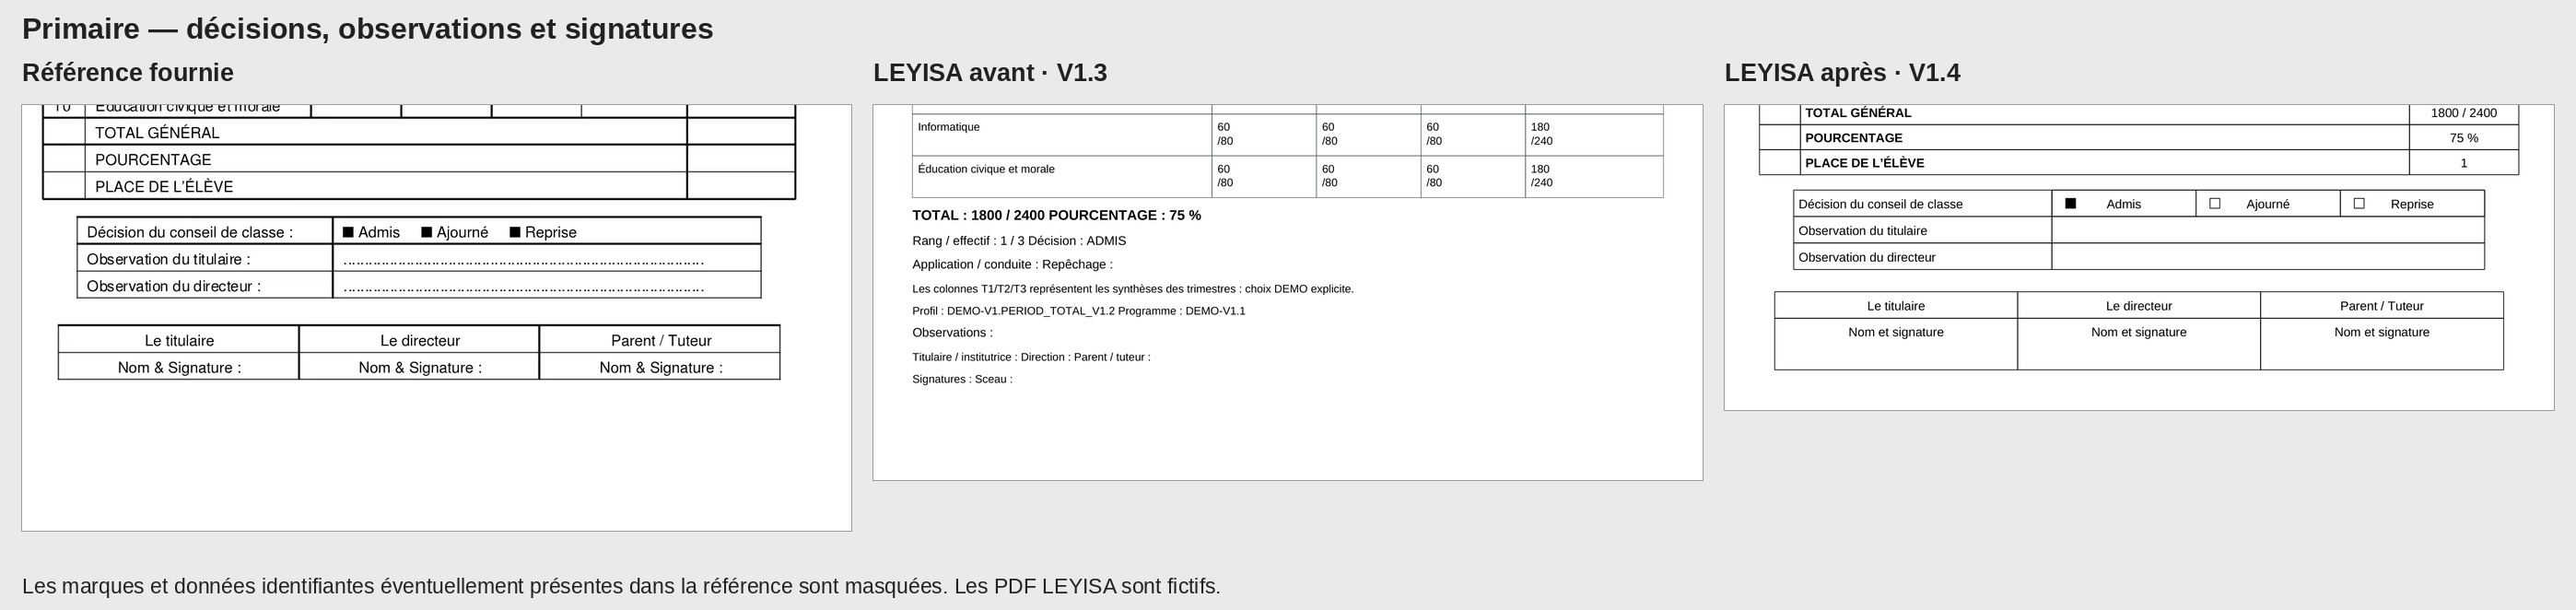 Primaire — décisions, observations et signatures
Référence fournie
10 Éducation civique et morale
TOTAL GÉNÉRAL
POURCENTAGE
PLACE DE L'ÉLÈVE
Décision du conseil de classe : ■ Admis ■ Ajourné ■ Reprise
Observation du titulaire : ....................................................................................
Observation du directeur : ....................................................................................
Le titulaire Le directeur Parent / Tuteur
Nom & Signature : Nom & Signature : Nom & Signature :
LEYISA avant · V1.3
Informatique 60 /80 60 /80 60 /80 180 /240
Éducation civique et morale 60 /80 60 /80 60 /80 180 /240
TOTAL : 1800 / 2400 POURCENTAGE : 75 %
Rang / effectif : 1 / 3 Décision : ADMIS
Application / conduite : Repêchage :
Les colonnes T1/T2/T3 représentent les synthèses des trimestres : choix DEMO explicite.
Profil : DEMO-V1.PERIOD_TOTAL_V1.2 Programme : DEMO-V1.1
Observations :
Titulaire / institutrice : Direction : Parent / tuteur :
Signatures : Sceau :
LEYISA après · V1.4
TOTAL GÉNÉRAL 1800 / 2400
POURCENTAGE 75 %
PLACE DE L'ÉLÈVE 1
Décision du conseil de classe ■ Admis □ Ajourné □ Reprise
Observation du titulaire
Observation du directeur
Le titulaire Le directeur Parent / Tuteur
Nom et signature Nom et signature Nom et signature
Les marques et données identifiantes éventuellement présentes dans la référence sont masquées. Les PDF LEYISA sont fictifs.